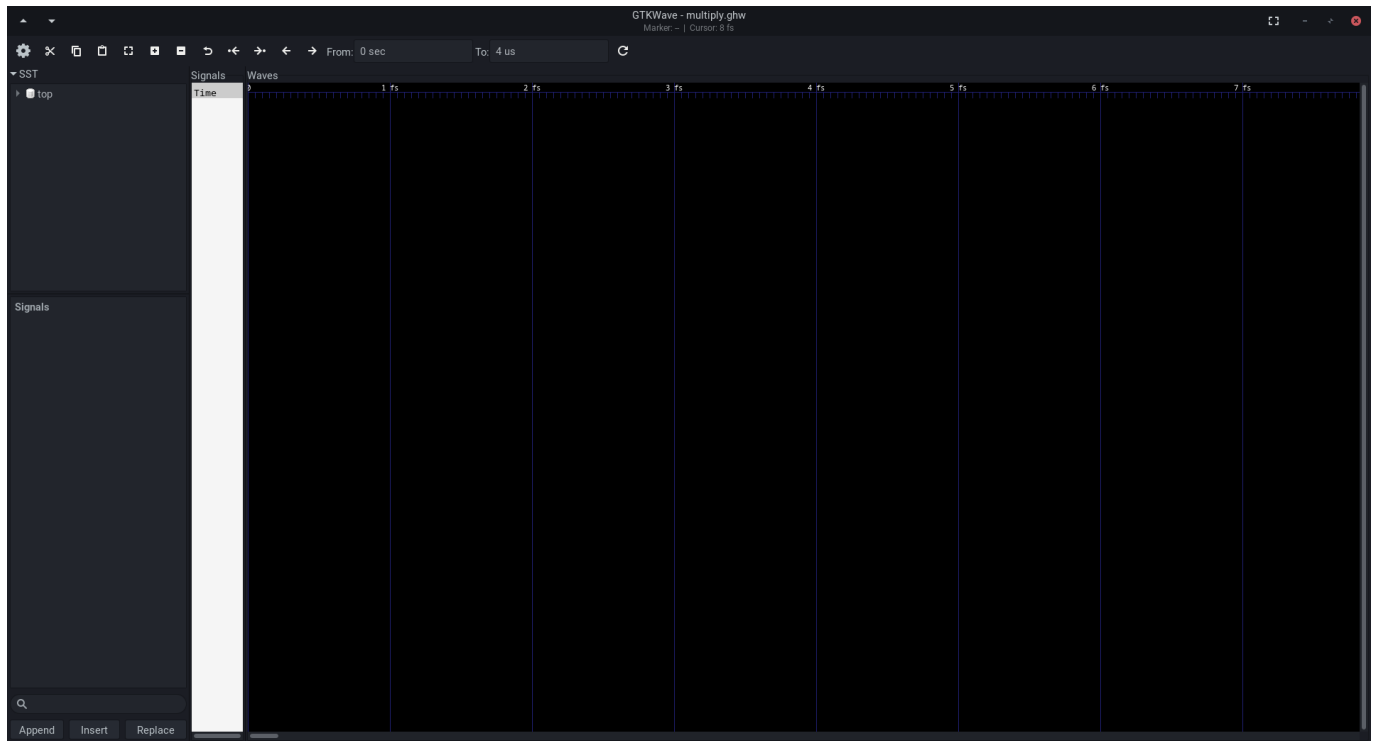 GTKWave - multiply.ghw
Marker: -- | Cursor: 8 fs
From: 0 sec To: 4 us
SST
top
Signals
Append Insert Replace
Signals Waves
Time
0 1 fs 2 fs 3 fs 4 fs 5 fs 6 fs 7 fs